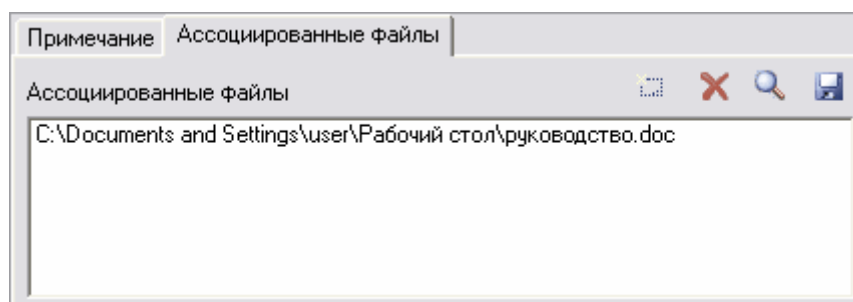 Примечание Ассоциированные файлы
Ассоциированные файлы
C:\Documents and Settings\user\Рабочий стол\руководство.doc